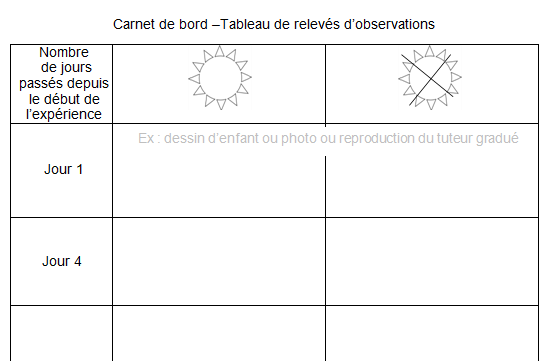 Carnet de bord –Tableau de relevés d'observations
Nombre
de jours
passés depuis
le début de
l'expérience
Ex : dessin d'enfant ou photo ou reproduction du tuteur gradué
Jour 1
Jour 4